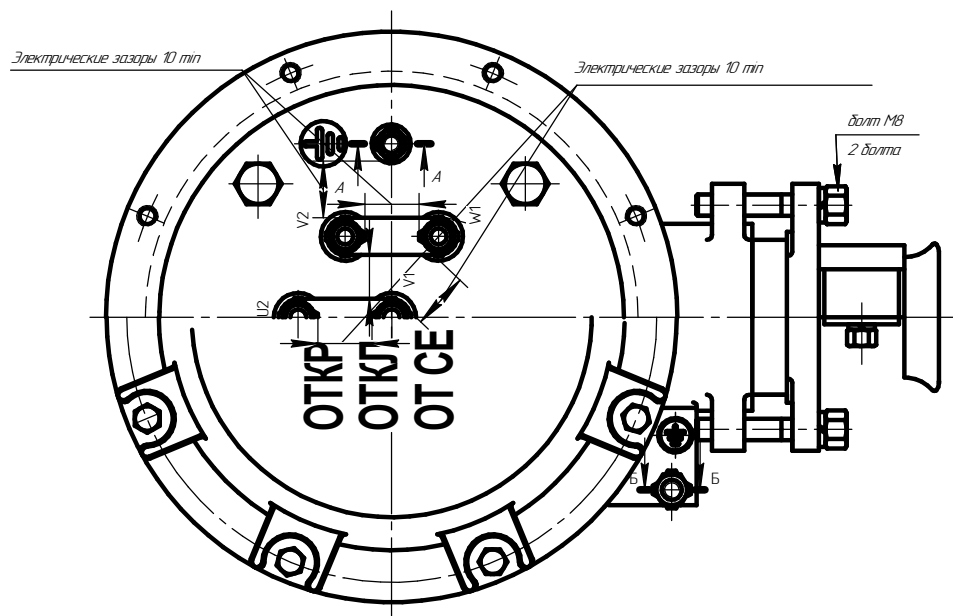 Электрические зазоры 10 min
Электрические зазоры 10 min
болт М8
2 болта
А
А
V2
W1
V1
U2
ОТКР
ОТКЛ
ОТ СЕ
Б
Б